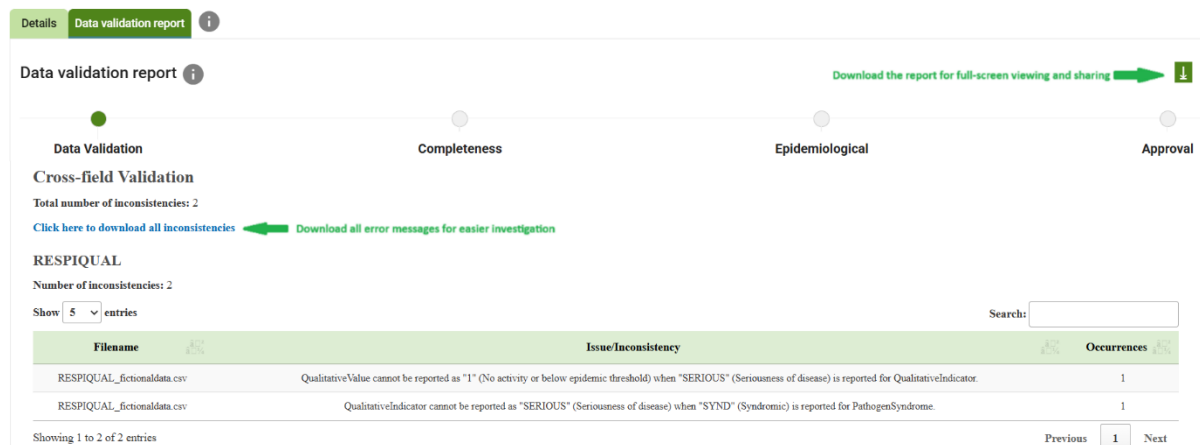 Details Data validation report i
Data validation report i
Download the report for full-screen viewing and sharing
Data Validation Completeness Epidemiological Approval
Cross-field Validation
Total number of inconsistencies: 2
Click here to download all inconsistencies Download all error messages for easier investigation
RESPIQUAL
Number of inconsistencies: 2
Show 5 entries Search:
Filename Issue/Inconsistency Occurrences
RESPIQUAL_fictionaldata.csv QualitativeValue cannot be reported as "1" (No activity or below epidemic threshold) when "SERIOUS" (Seriousness of disease) is reported for QualitativeIndicator. 1
RESPIQUAL_fictionaldata.csv QualitativeIndicator cannot be reported as "SERIOUS" (Seriousness of disease) when "SYND" (Syndromic) is reported for PathogenSyndrome. 1
Showing 1 to 2 of 2 entries Previous 1 Next